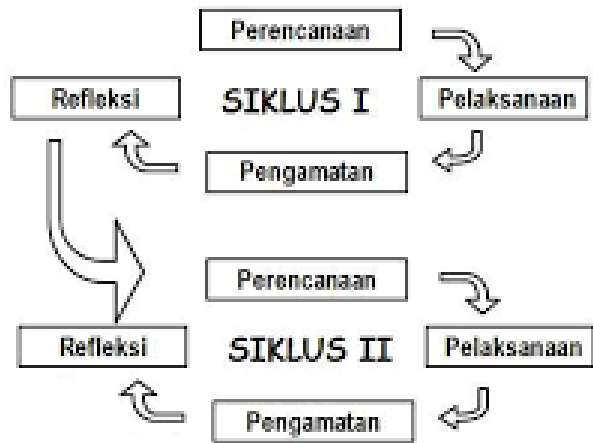 Perencanaan
Refleksi SIKLUS I Pelaksanaan
Pengamatan
Perencanaan
Refleksi SIKLUS II Pelaksanaan
Pengamatan